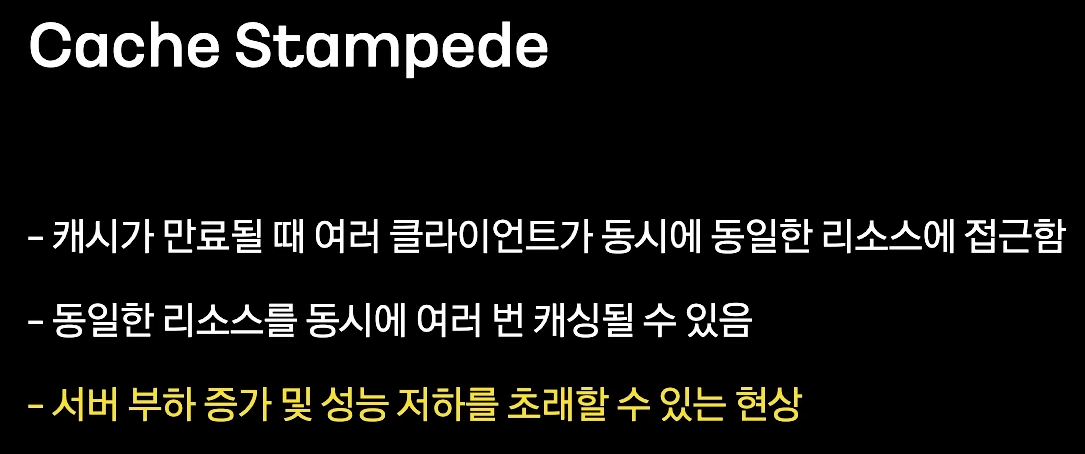 Cache Stampede
- 캐시가 만료될 때 여러 클라이언트가 동시에 동일한 리소스에 접근함
- 동일한 리소스를 동시에 여러 번 캐싱될 수 있음
- 서버 부하 증가 및 성능 저하를 초래할 수 있는 현상